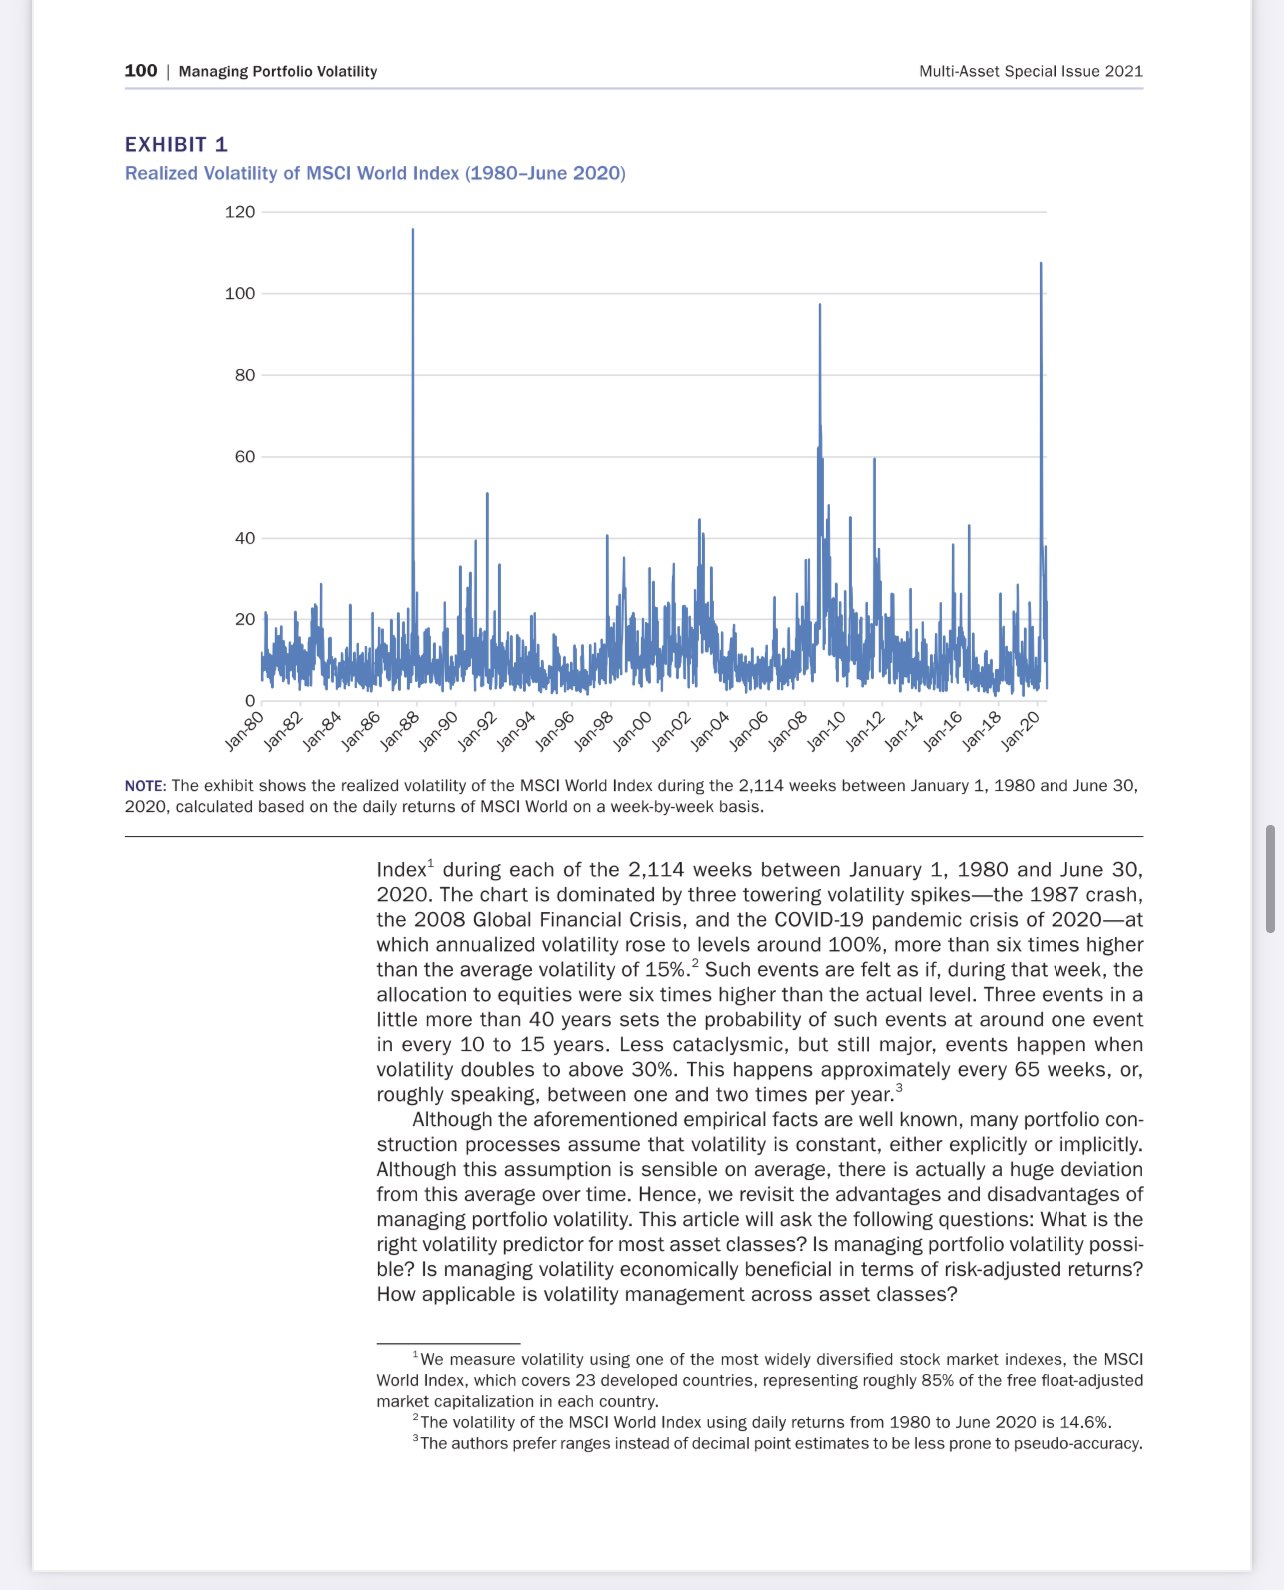 100 | Managing Portfolio Volatility
Multi-Asset Special Issue 2021
EXHIBIT 1
Realized Volatility of MSCI World Index (1980–June 2020)
120
100
80
60
40
20
0
Jan-80
Jan-82
Jan-84
Jan-86
Jan-88
Jan-90
Jan-92
Jan-94
Jan-96
Jan-98
Jan-00
Jan-02
Jan-04
Jan-06
Jan-08
Jan-10
Jan-12
Jan-14
Jan-16
Jan-18
Jan-20
NOTE: The exhibit shows the realized volatility of the MSCI World Index during the 2,114 weeks between January 1, 1980 and June 30,
2020, calculated based on the daily returns of MSCI World on a week-by-week basis.
Index¹ during each of the 2,114 weeks between January 1, 1980 and June 30,
2020. The chart is dominated by three towering volatility spikes—the 1987 crash,
the 2008 Global Financial Crisis, and the COVID-19 pandemic crisis of 2020—at
which annualized volatility rose to levels around 100%, more than six times higher
than the average volatility of 15%.² Such events are felt as if, during that week, the
allocation to equities were six times higher than the actual level. Three events in a
little more than 40 years sets the probability of such events at around one event
in every 10 to 15 years. Less cataclysmic, but still major, events happen when
volatility doubles to above 30%. This happens approximately every 65 weeks, or,
roughly speaking, between one and two times per year.³
Although the aforementioned empirical facts are well known, many portfolio con-
struction processes assume that volatility is constant, either explicitly or implicitly.
Although this assumption is sensible on average, there is actually a huge deviation
from this average over time. Hence, we revisit the advantages and disadvantages of
managing portfolio volatility. This article will ask the following questions: What is the
right volatility predictor for most asset classes? Is managing portfolio volatility possi-
ble? Is managing volatility economically beneficial in terms of risk-adjusted returns?
How applicable is volatility management across asset classes?
¹We measure volatility using one of the most widely diversified stock market indexes, the MSCI
World Index, which covers 23 developed countries, representing roughly 85% of the free float-adjusted
market capitalization in each country.
²The volatility of the MSCI World Index using daily returns from 1980 to June 2020 is 14.6%.
³The authors prefer ranges instead of decimal point estimates to be less prone to pseudo-accuracy.